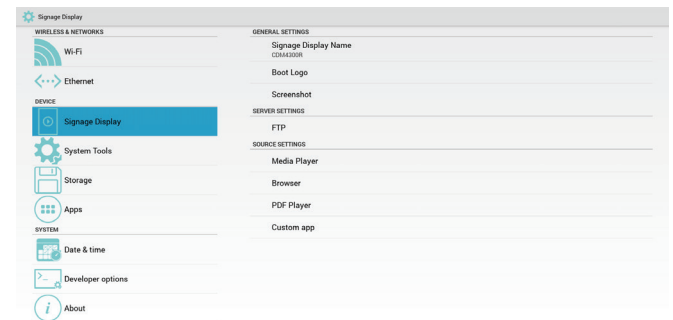 Signage Display
WIRELESS & NETWORKS
Wi-Fi
Ethernet
DEVICE
Signage Display
System Tools
Storage
Apps
SYSTEM
Date & time
Developer options
About
GENERAL SETTINGS
Signage Display Name
CDM4300R
Boot Logo
Screenshot
SERVER SETTINGS
FTP
SOURCE SETTINGS
Media Player
Browser
PDF Player
Custom app